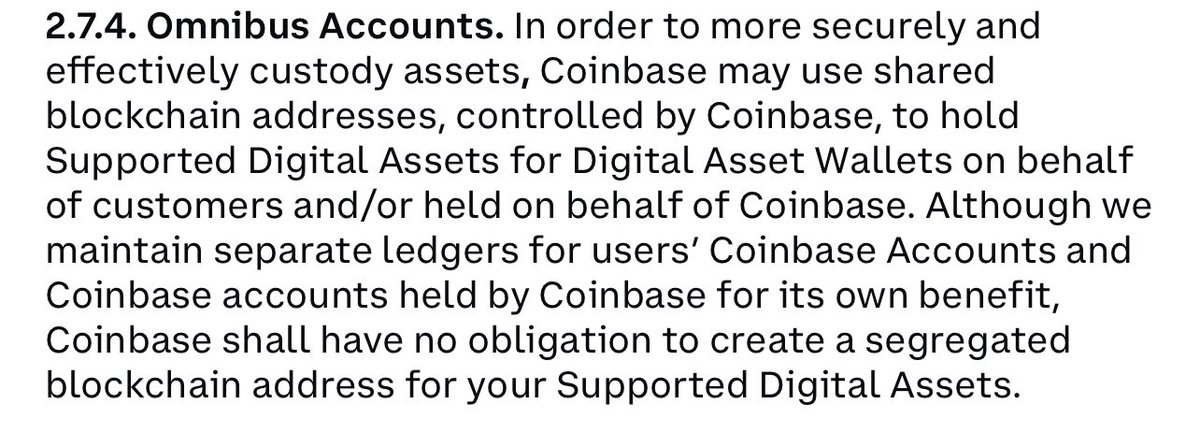 2.7.4. Omnibus Accounts. In order to more securely and
effectively custody assets, Coinbase may use shared
blockchain addresses, controlled by Coinbase, to hold
Supported Digital Assets for Digital Asset Wallets on behalf
of customers and/or held on behalf of Coinbase. Although we
maintain separate ledgers for users’ Coinbase Accounts and
Coinbase accounts held by Coinbase for its own benefit,
Coinbase shall have no obligation to create a segregated
blockchain address for your Supported Digital Assets.